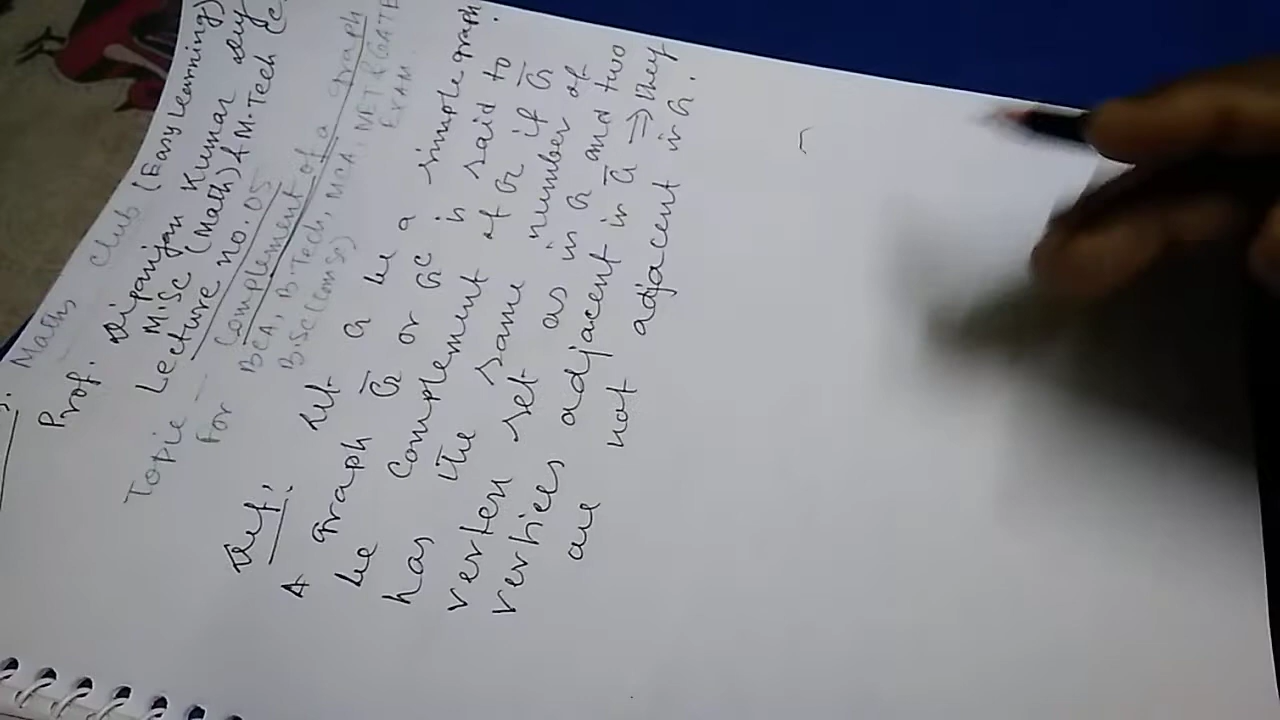 Maths Club (Easy Learning)
Prof. Dipanjan Kumar Dey
M.Sc (Math) & M.Tech (C
Lecture no. 05
Topic - Complement of a graph
For BCA, B.Tech, MCA, NET & GATE
B.Sc (Comsc) EXAM
Def:
Let G be a simple graph.
A graph G̅ or Gᶜ is said to
be Complement of G if G̅
has the same number of
vertex set as in G and two
vertices adjacent in G̅ ⇒ they
are not adjacent in G.